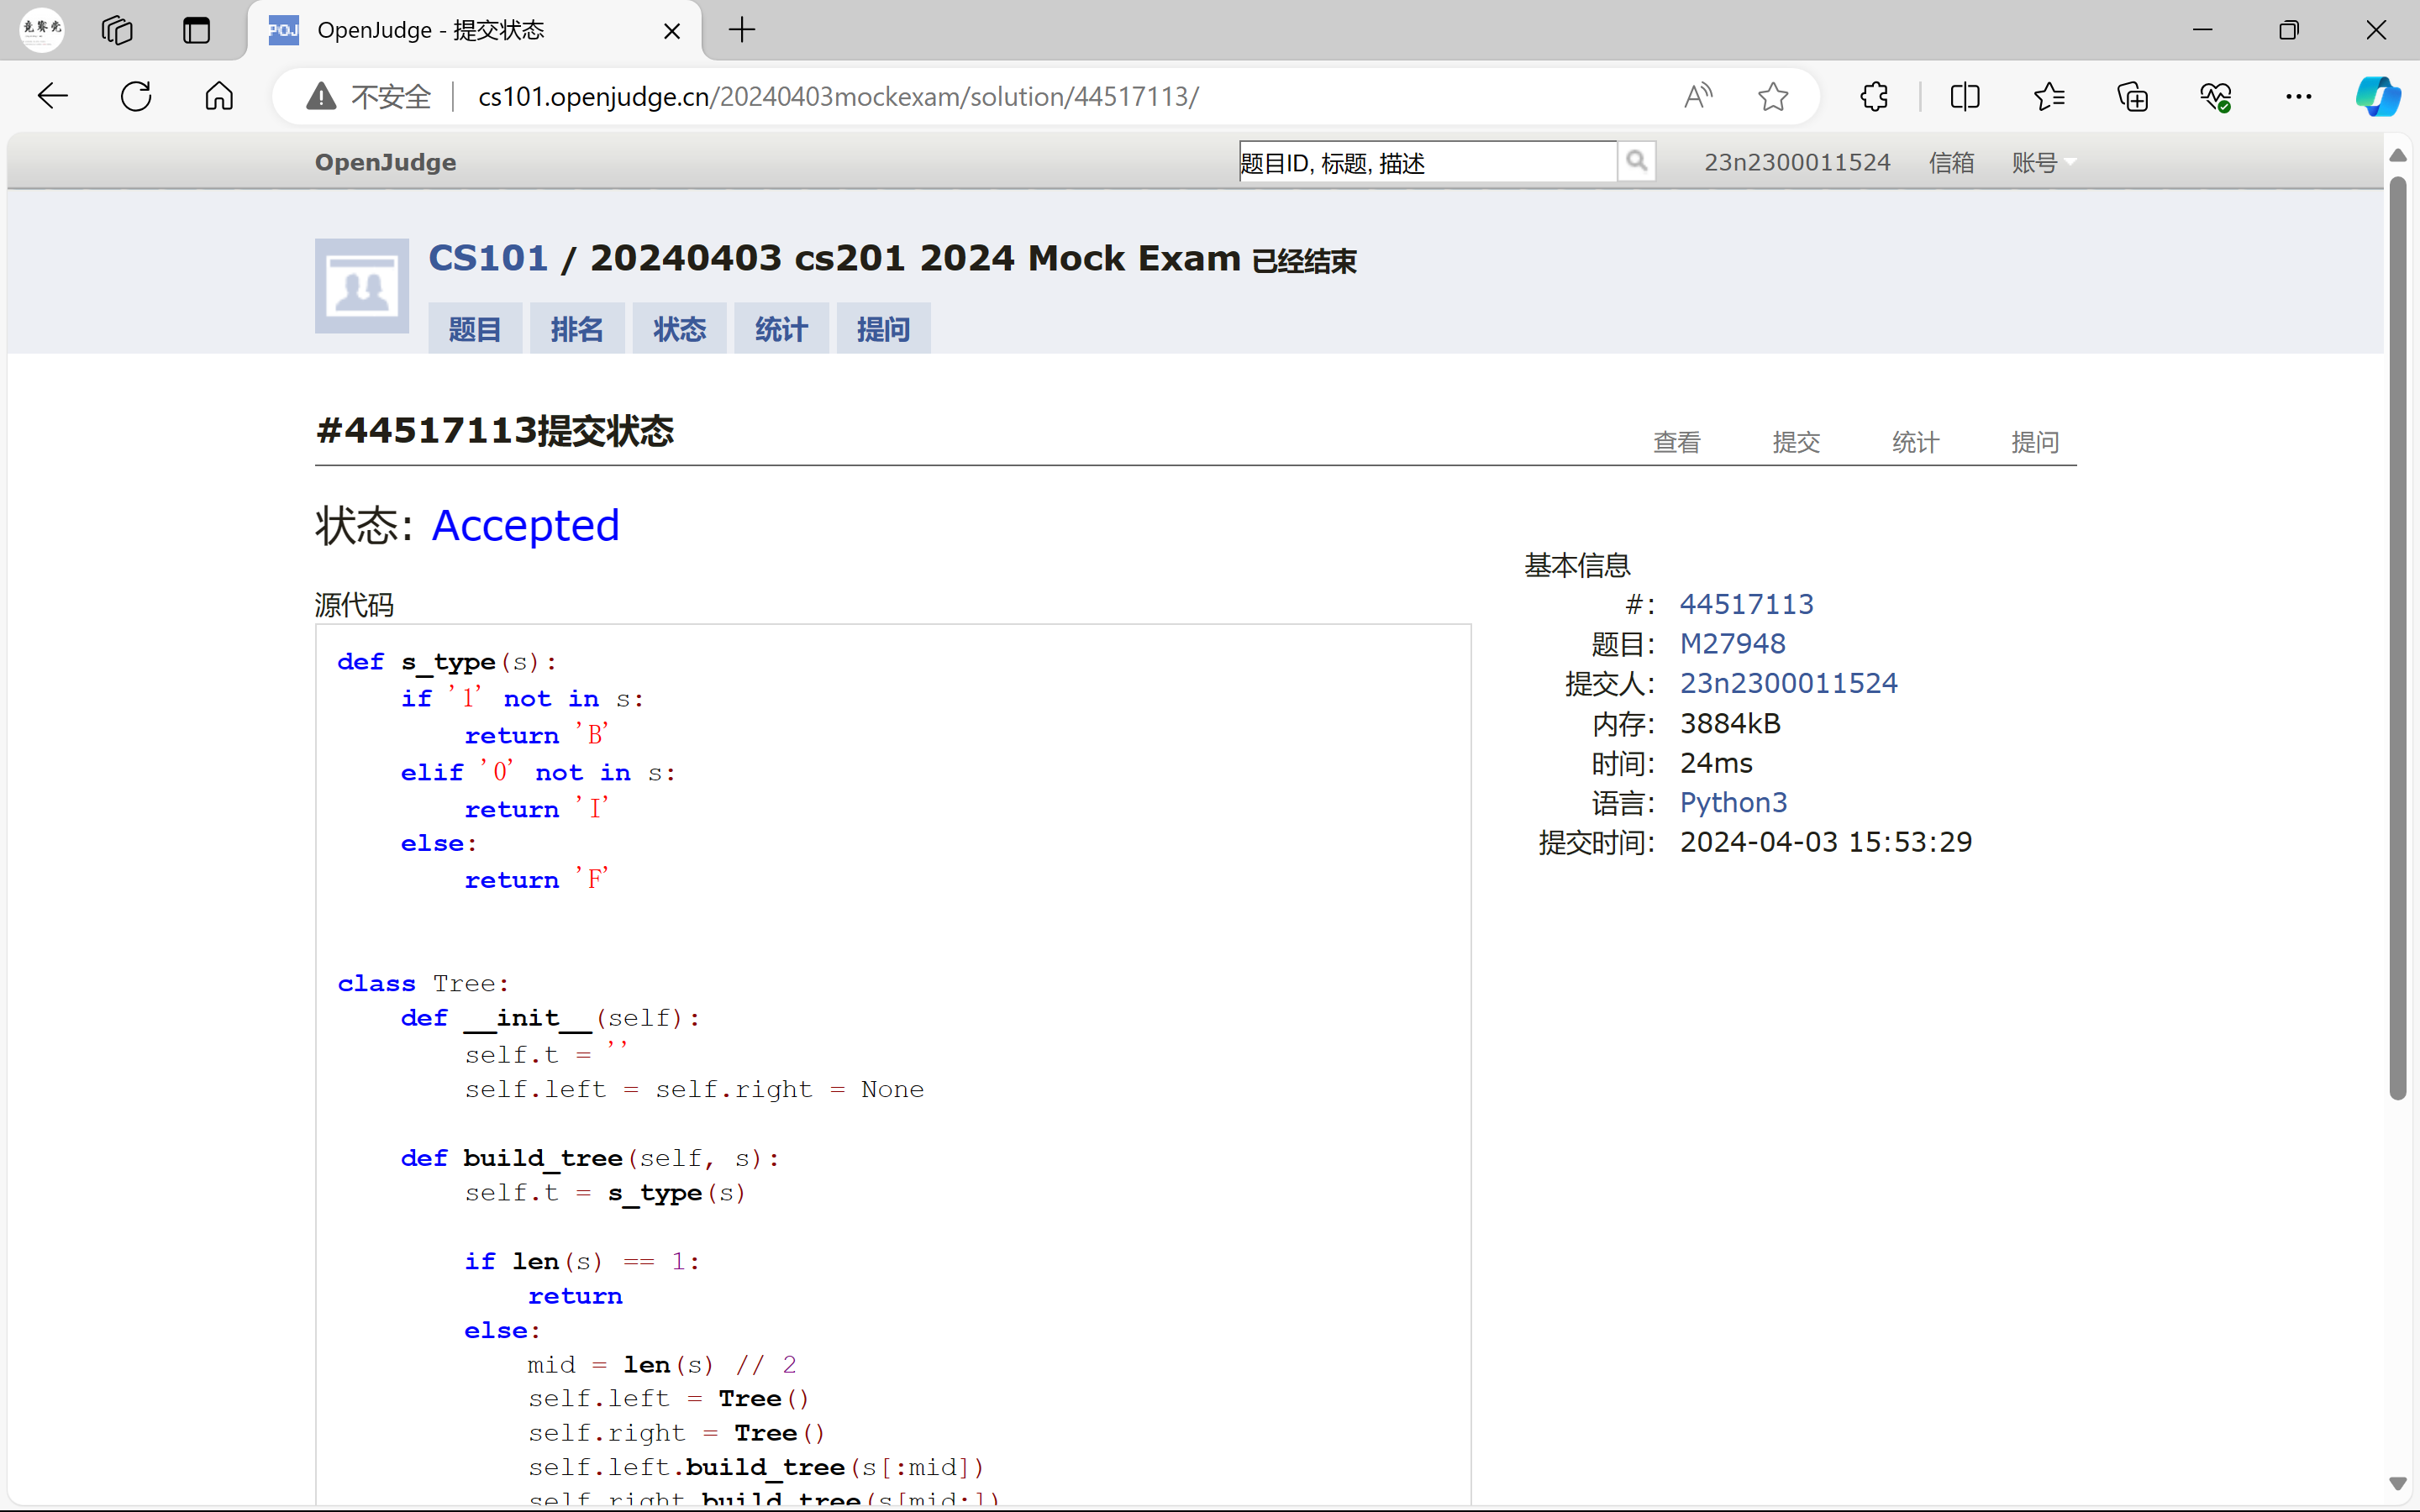 竞赛党
POJ
OpenJudge - 提交状态
不安全
cs101.openjudge.cn/20240403mockexam/solution/44517113/
OpenJudge
题目ID, 标题, 描述
23n2300011524 信箱 账号
CS101 / 20240403 cs201 2024 Mock Exam 已经结束
题目 排名 状态 统计 提问
#44517113提交状态
查看 提交 统计 提问
状态: Accepted
源代码
def s_type(s):
    if '1' not in s:
        return 'B'
    elif '0' not in s:
        return 'I'
    else:
        return 'F'
class Tree:
    def __init__(self):
        self.t = ''
        self.left = self.right = None
    def build_tree(self, s):
        self.t = s_type(s)
        if len(s) == 1:
            return
        else:
            mid = len(s) // 2
            self.left = Tree()
            self.right = Tree()
            self.left.build_tree(s[:mid])
            self.right.build_tree(s[mid:])
基本信息
#: 44517113
题目: M27948
提交人: 23n2300011524
内存: 3884kB
时间: 24ms
语言: Python3
提交时间: 2024-04-03 15:53:29